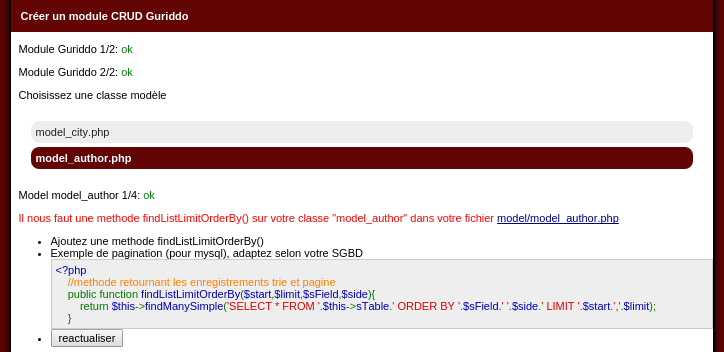 Créer un module CRUD Guriddo
Module Guriddo 1/2: ok
Module Guriddo 2/2: ok
Choisissez une classe modèle
model_city.php
model_author.php
Model model_author 1/4: ok
Il nous faut une methode findListLimitOrderBy() sur votre classe "model_author" dans votre fichier model/model_author.php
• Ajoutez une methode findListLimitOrderBy()
• Exemple de pagination (pour mysql), adaptez selon votre SGBD
<?php
//methode retournant les enregistrements trie et pagine
public function findListLimitOrderBy($start,$limit,$sField,$side){
return $this->findManySimple('SELECT * FROM '.$this->sTable.' ORDER BY '.$sField.' '.$side.' LIMIT '.$start.','.$limit);
}
• reactualiser